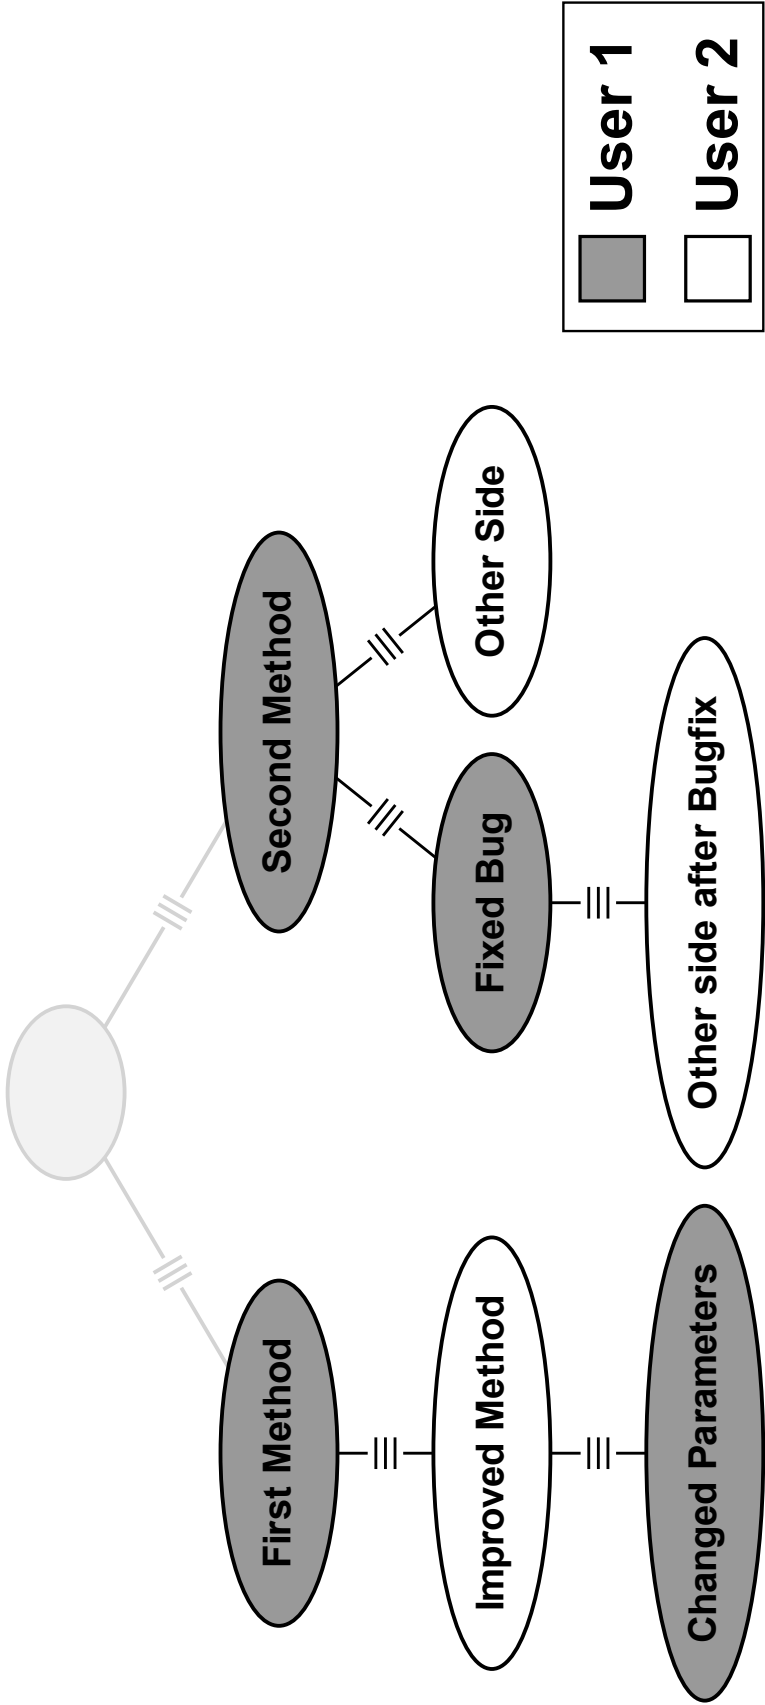 First Method
Second Method
Improved Method
Fixed Bug
Other Side
Changed Parameters
Other side after Bugfix
User 1
User 2